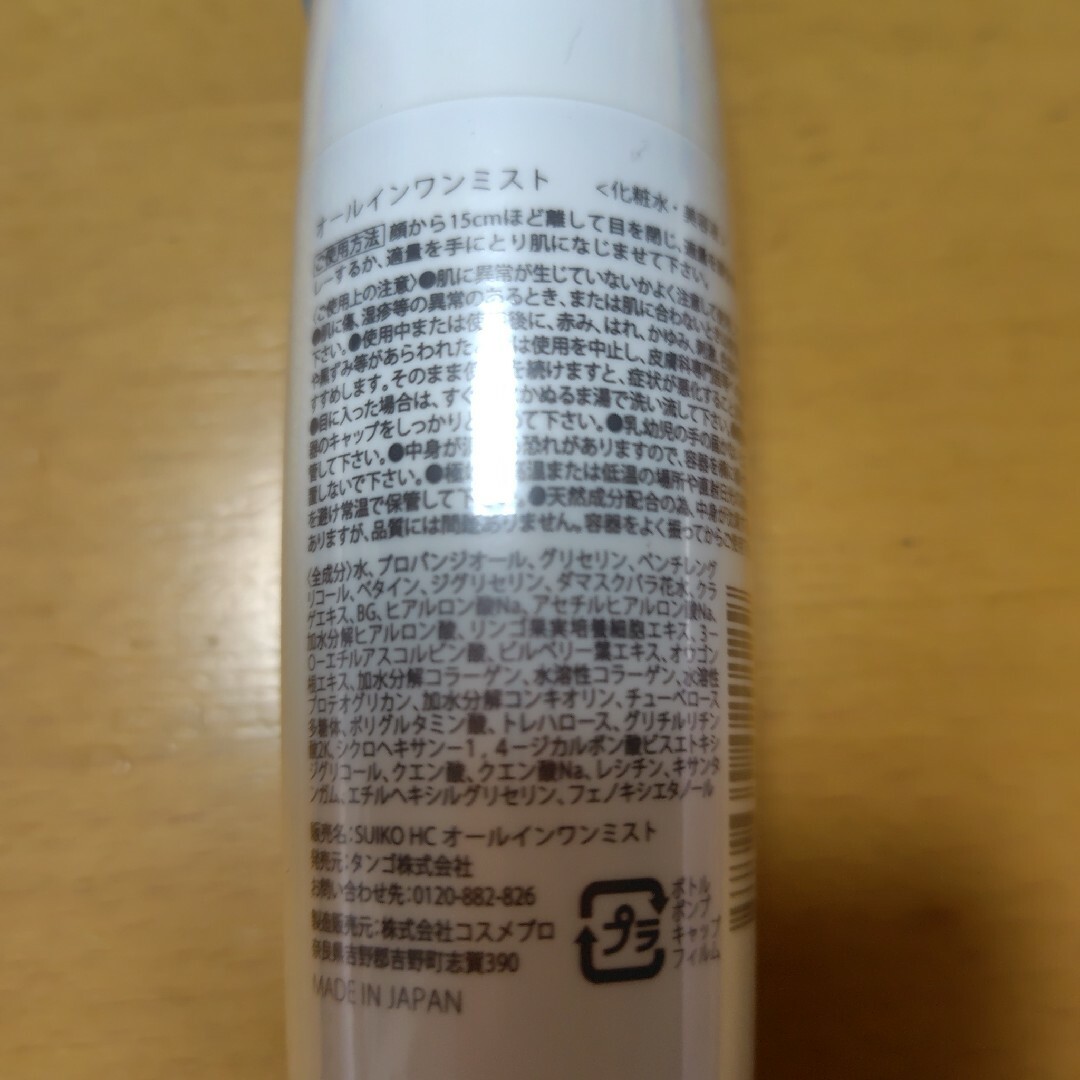 オールインワンミスト <化粧水・美容液
ご使用方法 顔から15cmほど離して目を閉じ、適量を
レーするか、適量を手にとり肌になじませて下さい。
〈ご使用上の注意〉●肌に異常が生じていないかよく注意して
●肌に傷、湿疹等の異常のあるとき、または肌に合わないとき
下さい。●使用中または使 後に、赤み、はれ、かゆみ、刺激、
や黒ずみ等があらわれた は使用を中止し、皮膚科専門医
すすめします。そのまま を続けますと、症状が悪化すること
●目に入った場合は、すぐ かぬるま湯で洗い流して下さい。
器のキャップをしっかり て下さい。●乳幼児の手の届か
管して下さい。●中身が 恐れがありますので、容器を横に
置しないで下さい。●極 高温または低温の場所や直射日光
を避け常温で保管して下 。●天然成分配合の為、中身が
ありますが、品質には問題ありません。容器をよく振ってからご使
〈全成分〉水、プロパンジオール、グリセリン、ペンチレング
リコール、ベタイン、ジグリセリン、ダマスクバラ花水、クラ
ゲエキス、BG、ヒアルロン酸Na、アセチルヒアルロン酸Na、
加水分解ヒアルロン酸、リンゴ果実培養細胞エキス、3ー
O-エチルアスコルビン酸、ビルベリー葉エキス、オウゴン
根エキス、加水分解コラーゲン、水溶性コラーゲン、水溶性
プロテオグリカン、加水分解コンキオリン、チューベロース
多糖体、ポリグルタミン酸、トレハロース、グリチルリチン
酸2K、シクロヘキサンー1，4ージカルボン酸ビスエトキシ
ジグリコール、クエン酸、クエン酸Na、レシチン、キサンタ
ンガム、エチルヘキシルグリセリン、フェノキシエタノール
販売名：SUIKO HC オールインワンミスト
発売元：タンゴ株式会社
お問い合わせ先：0120-882-826
製造販売元：株式会社コスメプロ
奈良県吉野郡吉野町志賀390
MADE IN JAPAN
プラ
ボトル
ポンプ
キャップ
フィルム